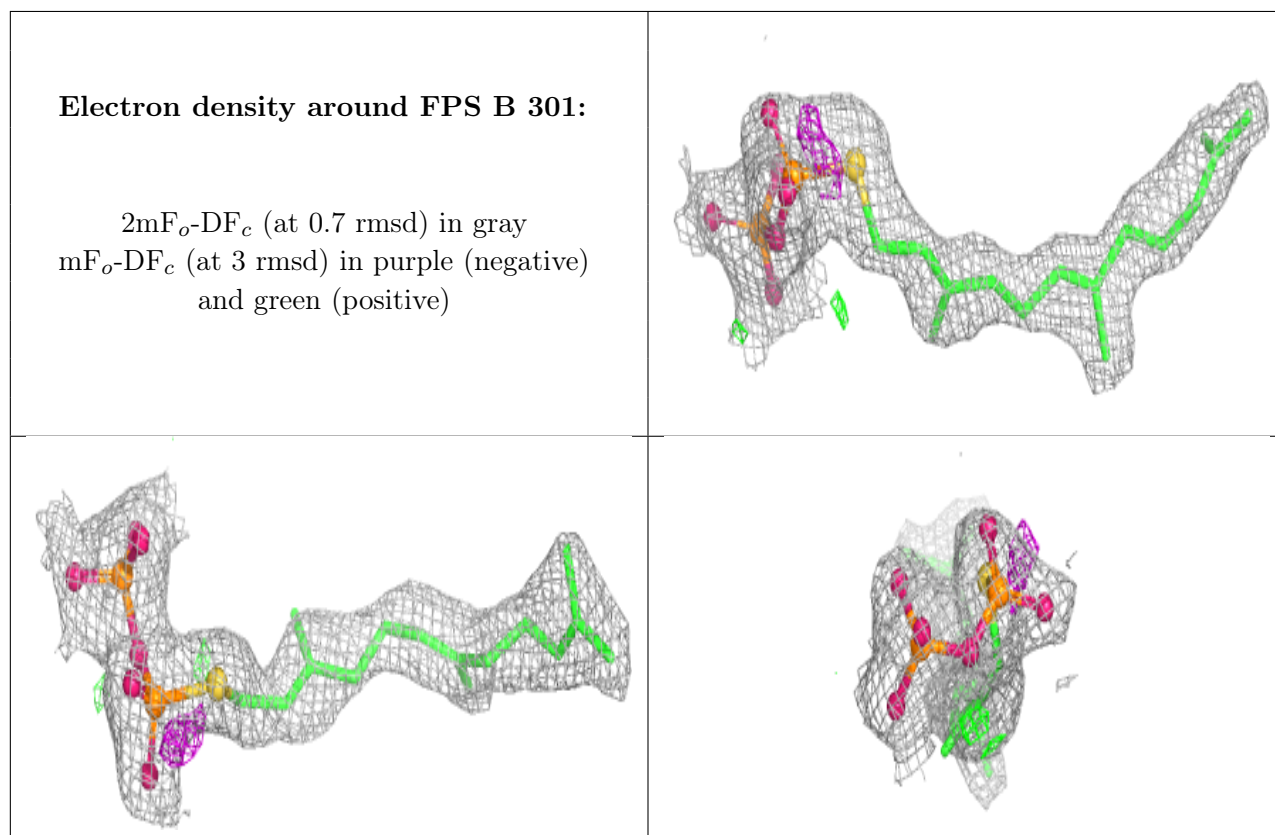 Electron density around FPS B 301:
2mFo-DFc (at 0.7 rmsd) in gray
mFo-DFc (at 3 rmsd) in purple (negative)
and green (positive)